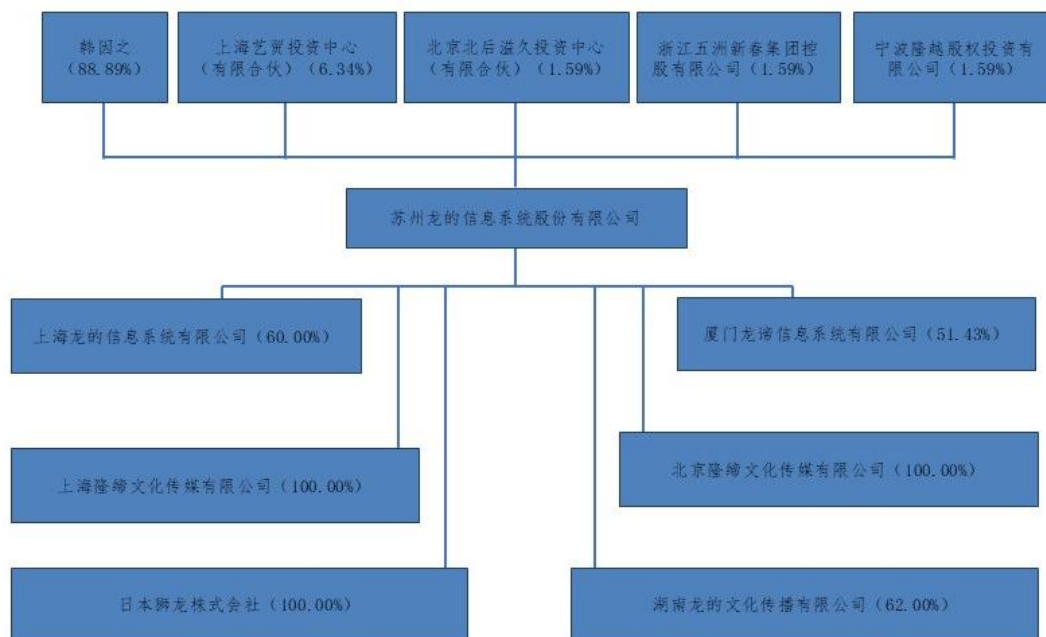 韩因之
（88.89%）
上海艺贾投资中心
（有限合伙）（6.34%）
北京北后溢久投资中心
（有限合伙）（1.59%）
浙江五洲新春集团控
股有限公司（1.59%）
宁波隆越股权投资有
限公司（1.59%）
苏州龙的信息系统股份有限公司
上海龙的信息系统有限公司（60.00%）
厦门龙谛信息系统有限公司（51.43%）
上海隆缔文化传媒有限公司（100.00%）
北京隆缔文化传媒有限公司（100.00%）
日本狮龙株式会社（100.00%）
湖南龙的文化传播有限公司（62.00%）